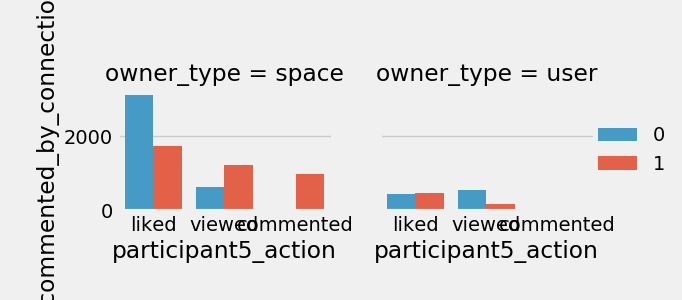 commented_by_connectio
owner_type = space
owner_type = user
2000
0
liked
viewed
commented
liked
viewed
commented
participant5_action
participant5_action
0
1